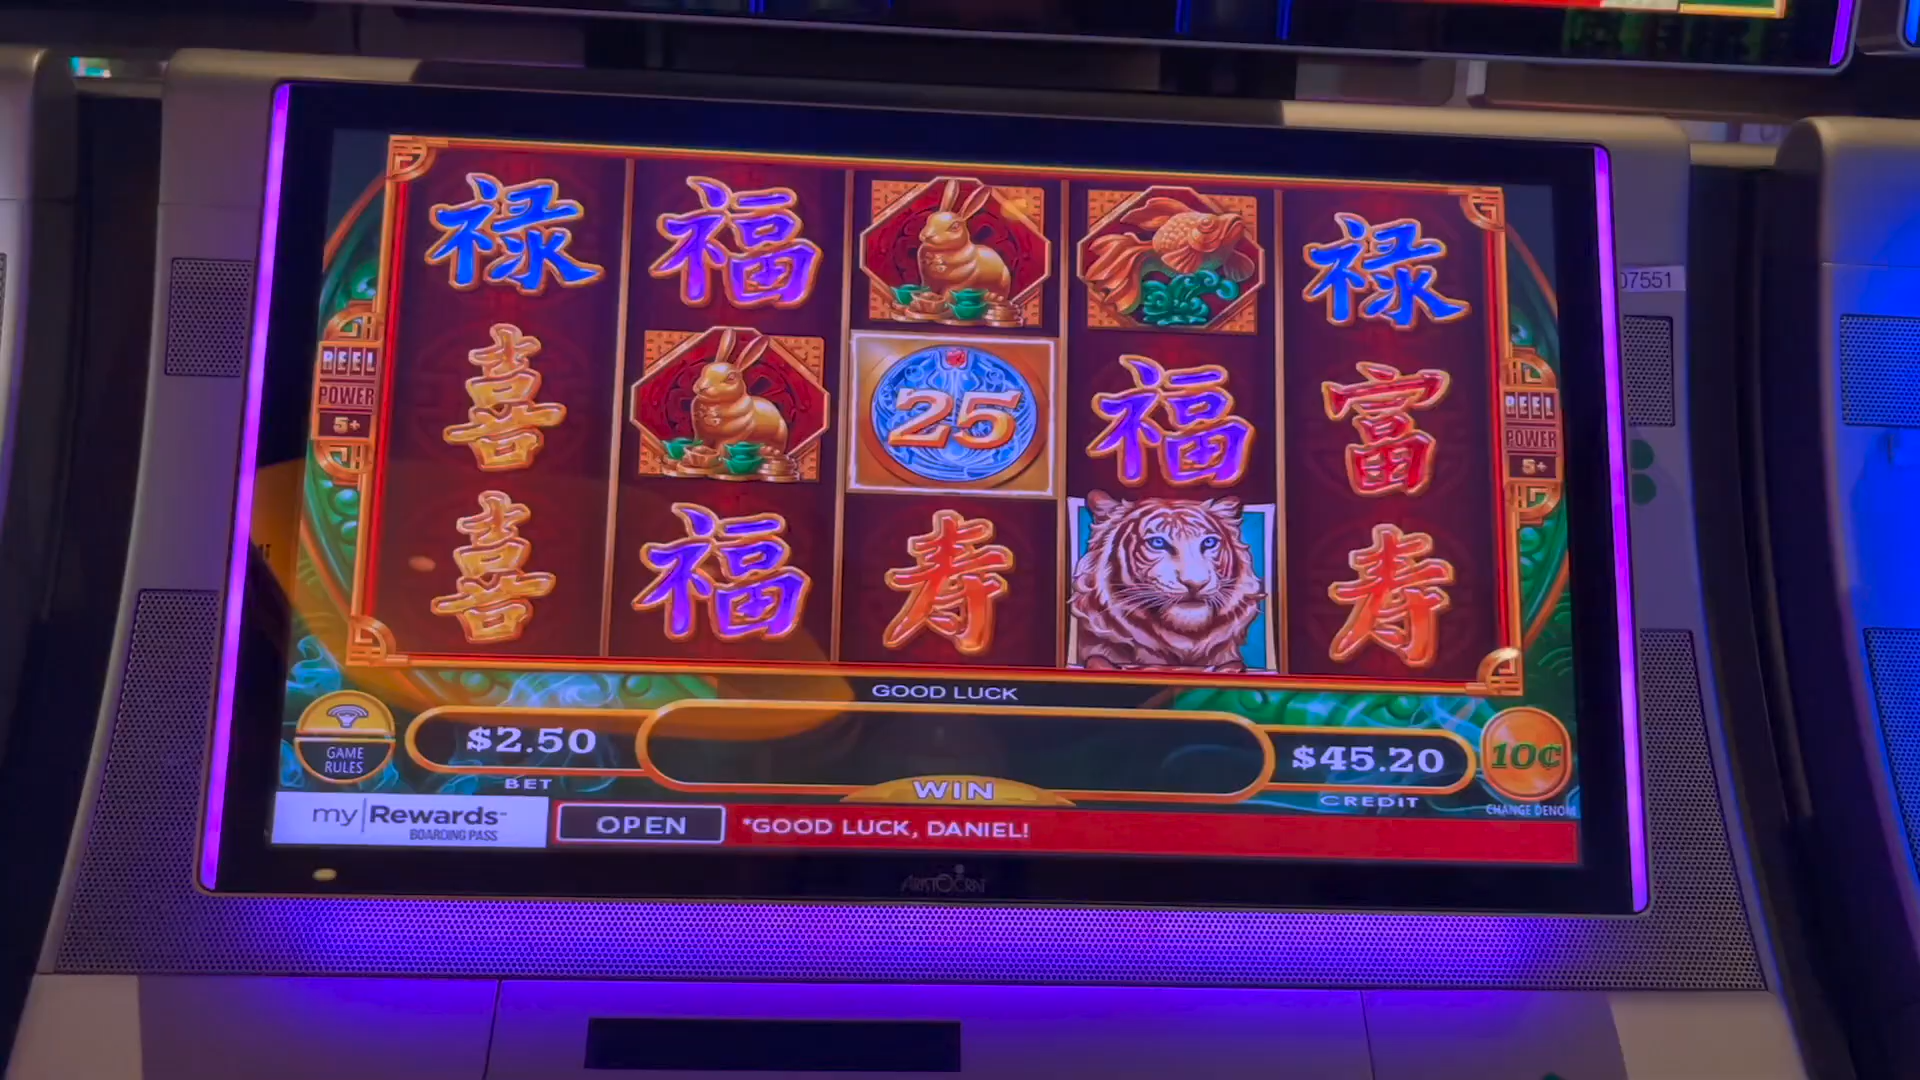 禄 福 禄
喜 25 福 富
喜 福 寿 寿
REEL
POWER
5+
REEL
POWER
5+
07551
GOOD LUCK
GAME
RULES
$2.50
BET
WIN
$45.20
CREDIT
10¢
CHANGE DENOM
my|Rewards
BOARDING PASS
OPEN
*GOOD LUCK, DANIEL!
ARISTOCRAT